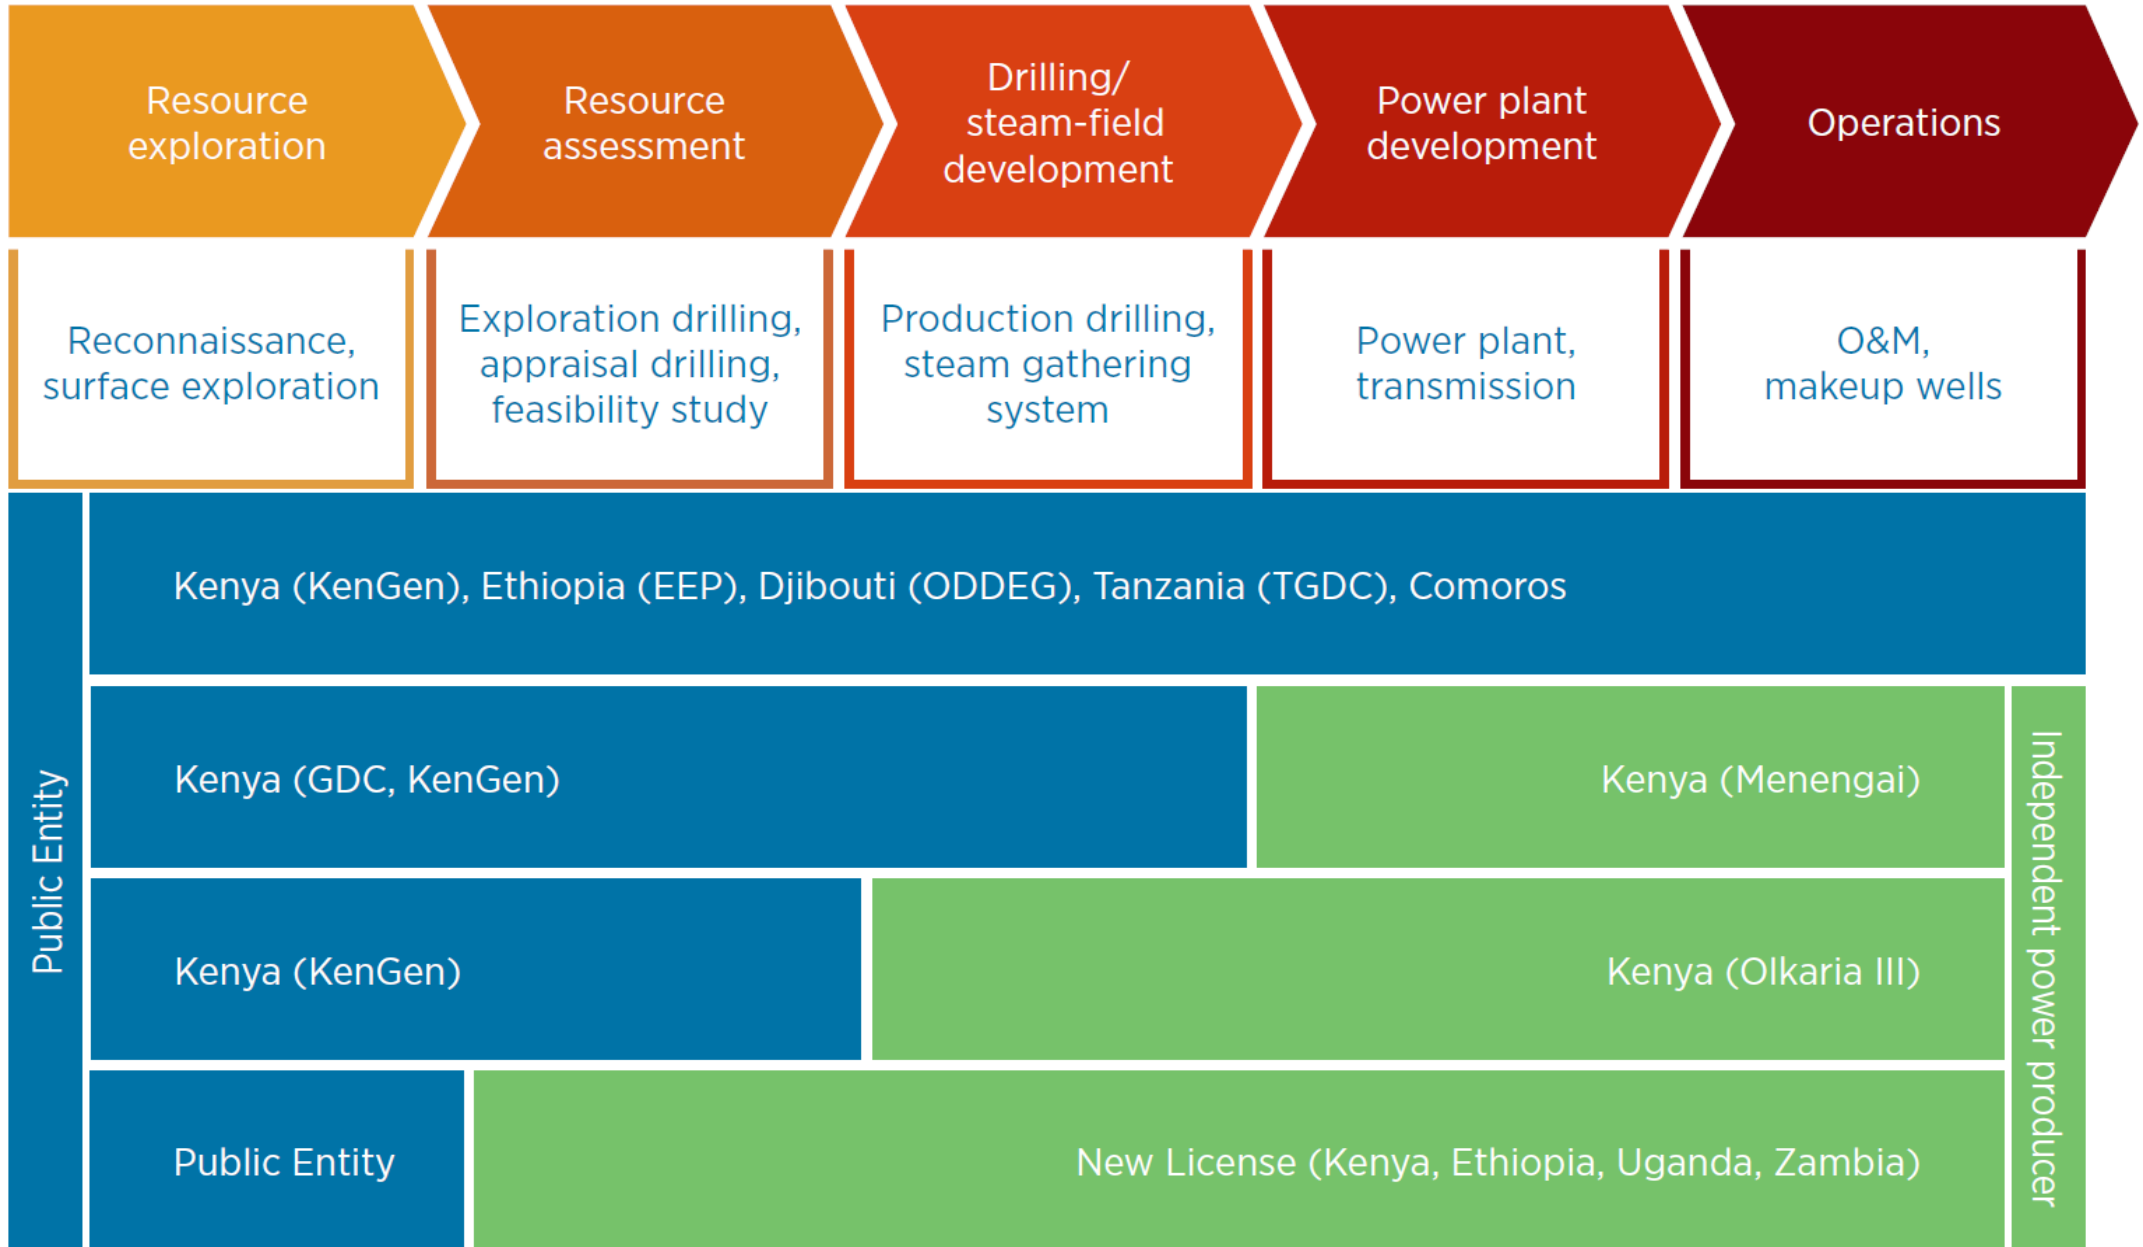 Resource
exploration
Resource
assessment
Drilling/
steam-field
development
Power plant
development
Operations
Reconnaissance,
surface exploration
Exploration drilling,
appraisal drilling,
feasibility study
Production drilling,
steam gathering
system
Power plant,
transmission
O&M,
makeup wells
Public Entity
Kenya (KenGen), Ethiopia (EEP), Djibouti (ODDEG), Tanzania (TGDC), Comoros
Kenya (GDC, KenGen)
Kenya (Menengai)
Kenya (KenGen)
Kenya (Olkaria III)
Public Entity
New License (Kenya, Ethiopia, Uganda, Zambia)
Independent power producer